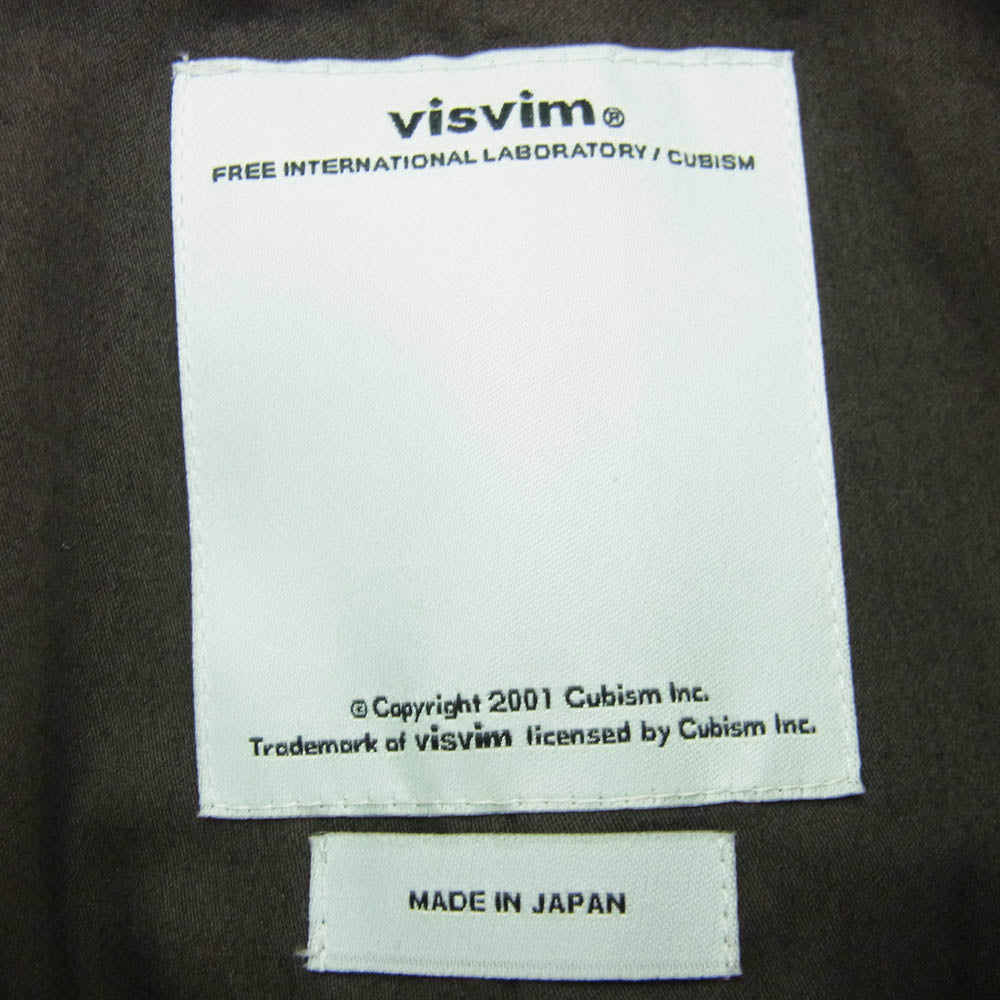 visvim®
FREE INTERNATIONAL LABORATORY / CUBISM
© Copyright 2001 Cubism Inc.
Trademark of visvim licensed by Cubism Inc.
MADE IN JAPAN